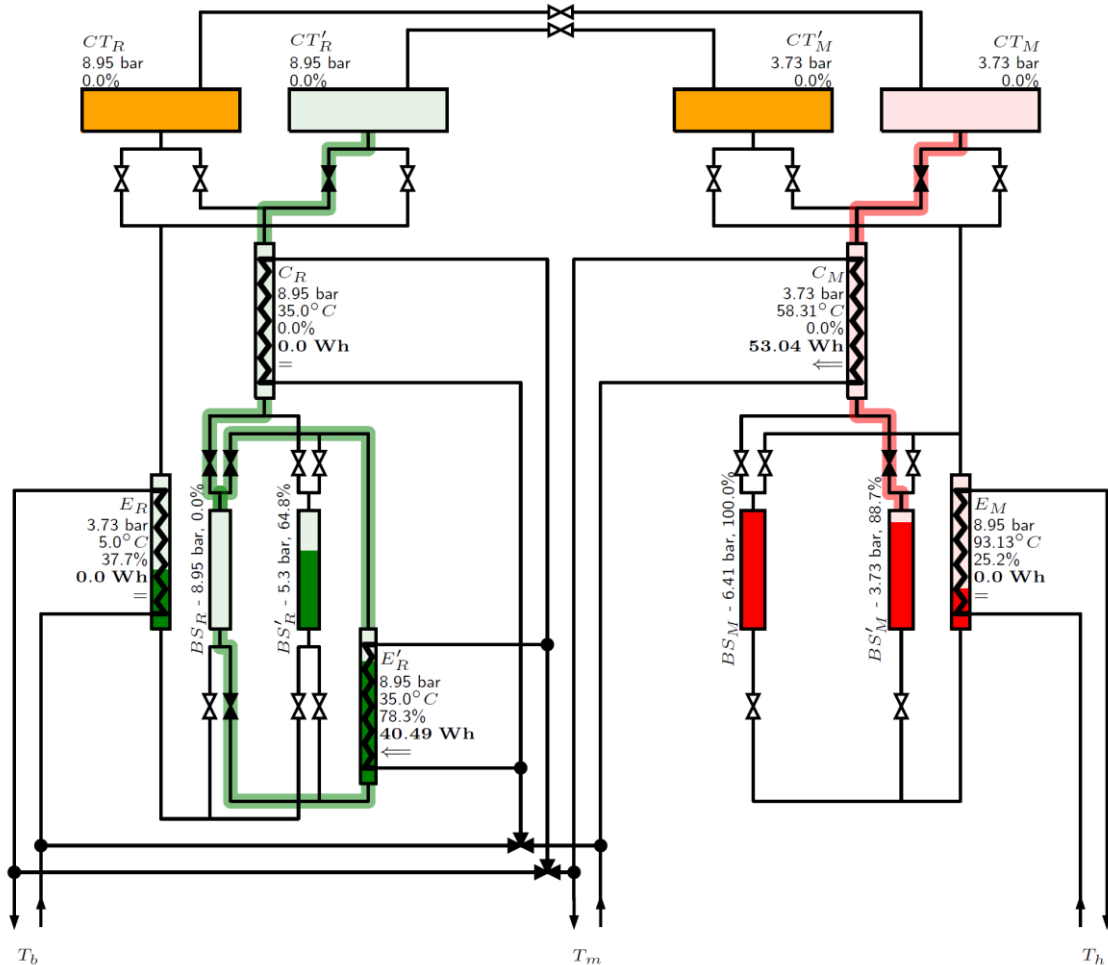 CT_R
8.95 bar
0.0%
CT'_R
8.95 bar
0.0%
CT'_M
3.73 bar
0.0%
CT_M
3.73 bar
0.0%
C_R
8.95 bar
35.0°C
0.0%
0.0 Wh
=
C_M
3.73 bar
58.31°C
0.0%
53.04 Wh
⇐
E_R
3.73 bar
5.0°C
37.7%
0.0 Wh
=
BS_R - 8.95 bar, 0.0%
BS'_R - 5.3 bar, 64.8%
E'_R
8.95 bar
35.0°C
78.3%
40.49 Wh
⇐
BS_M - 6.41 bar, 100.0%
BS'_M - 3.73 bar, 88.7%
E_M
8.95 bar
93.13°C
25.2%
0.0 Wh
=
T_b
T_m
T_h